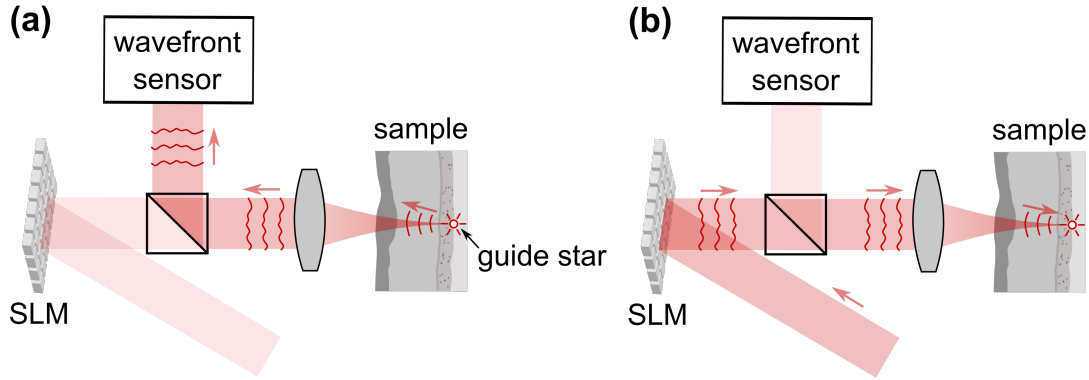 (a)
wavefront
sensor
sample
guide star
SLM
(b)
wavefront
sensor
sample
SLM